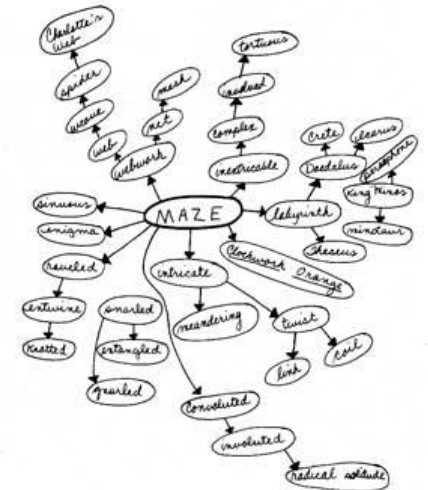 Charlotte's
Web
spider
weave
web
webwork
mesh
net
tortuous
involved
complex
inextricable
Crete
Icarus
Daedalus
persephone
King Minos
minotaur
labyrinth
Theseus
MAZE
sinuous
enigma
raveled
entwine
Knotted
snarled
entangled
gnarled
intricate
meandering
Clockwork Orange
twist
link
coil
Convoluted
involuted
radical solitude